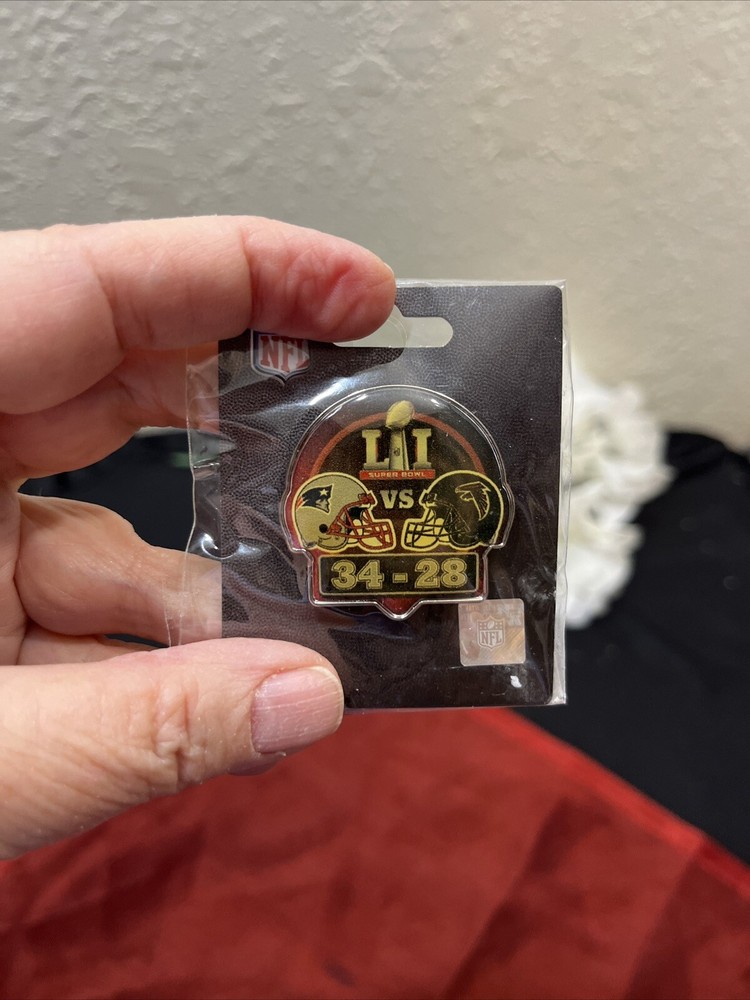 NFL
LI
SUPER BOWL
VS
34 - 28
NFL